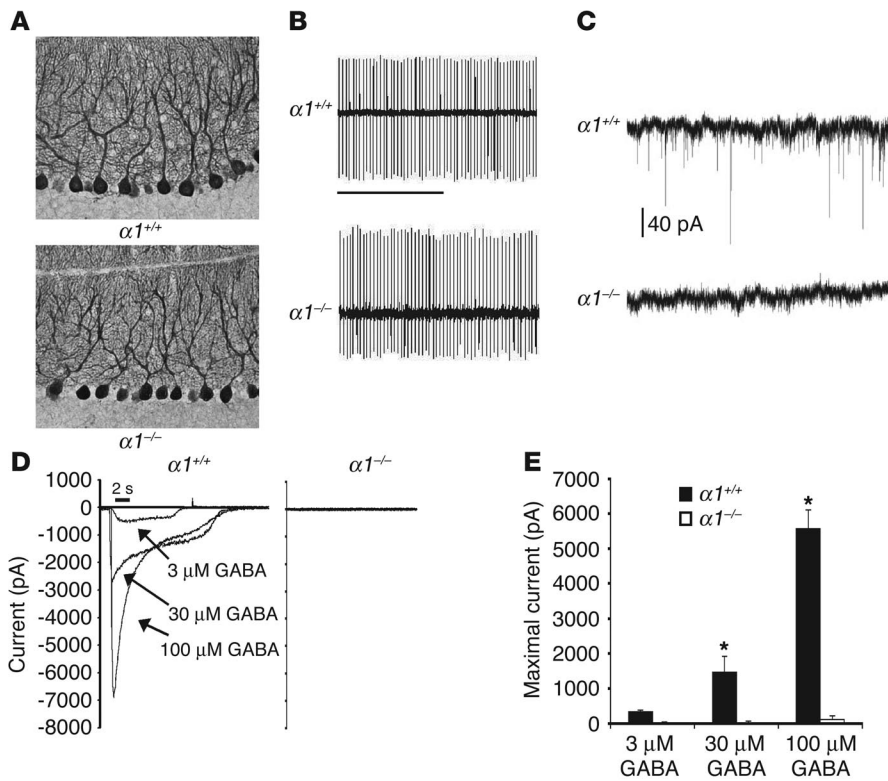 A
α1+/+
α1–/–
B
α1+/+
α1–/–
C
α1+/+
40 pA
α1–/–
D
α1+/+
α1–/–
Current (pA)
1000
0
-1000
-2000
-3000
-4000
-5000
-6000
-7000
-8000
2 s
3 μM GABA
30 μM GABA
100 μM GABA
E
Maximal current (pA)
7000
6000
5000
4000
3000
2000
1000
0
α1+/+
α1–/–
*
*
3 μM
GABA
30 μM
GABA
100 μM
GABA